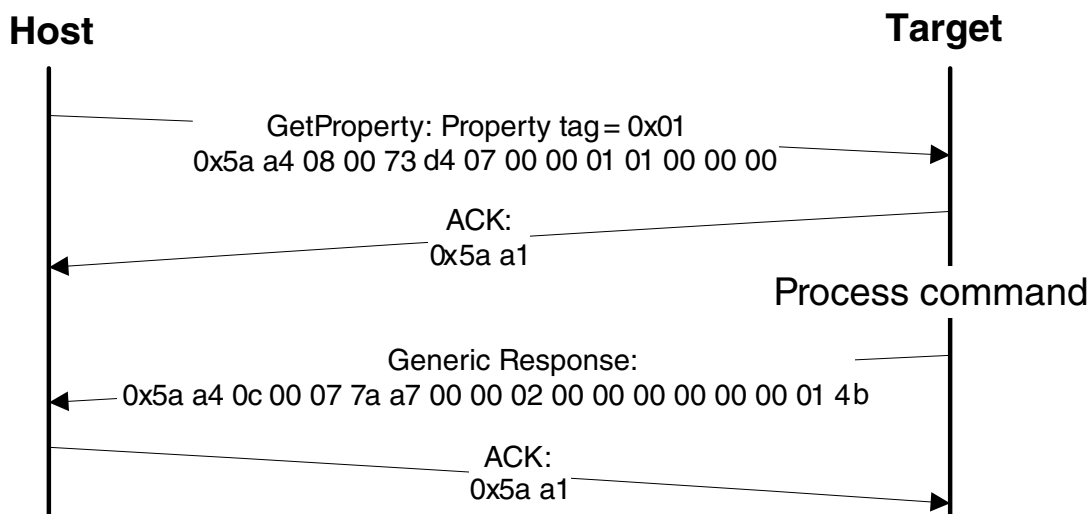 Host
Target
GetProperty: Property tag = 0x01
0x5a a4 08 00 73 d4 07 00 00 01 01 00 00 00
ACK:
0x5a a1
Process command
Generic Response:
0x5a a4 0c 00 07 7a a7 00 00 02 00 00 00 00 00 00 01 4b
ACK:
0x5a a1